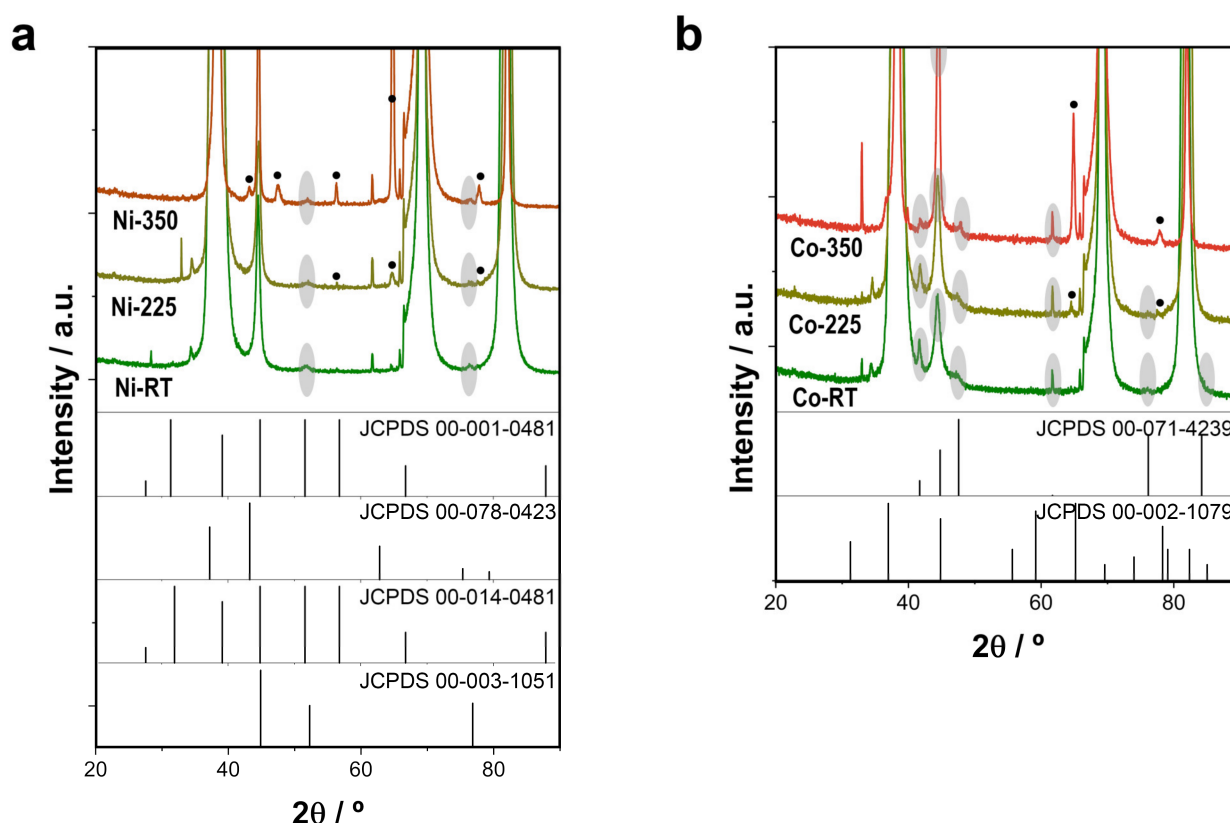 a
Intensity / a.u.
Ni-350
Ni-225
Ni-RT
JCPDS 00-001-0481
JCPDS 00-078-0423
JCPDS 00-014-0481
JCPDS 00-003-1051
20 40 60 80
2θ / º
b
Intensity / a.u.
Co-350
Co-225
Co-RT
JCPDS 00-071-4239
JCPDS 00-002-1079
20 40 60 80
2θ / º